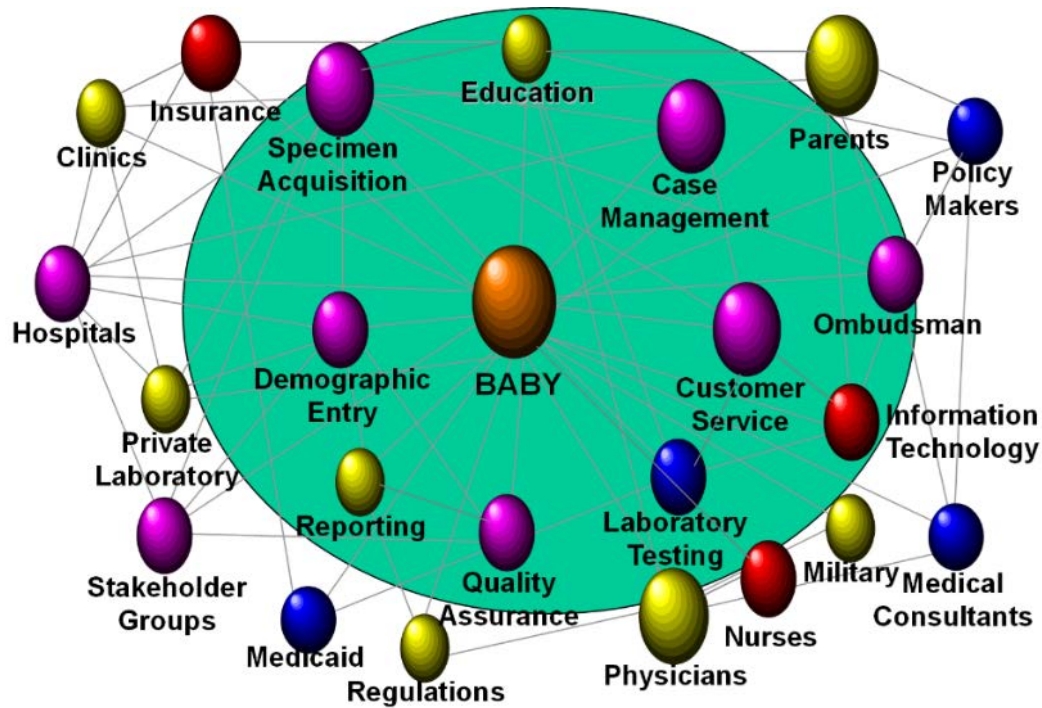 Education
Insurance
Parents
Clinics
Specimen
Acquisition
Case
Management
Policy
Makers
Hospitals
Ombudsman
Demographic
Entry
BABY
Customer
Service
Information
Technology
Private
Laboratory
Reporting
Laboratory
Testing
Stakeholder
Groups
Quality
Assurance
Military
Medical
Consultants
Medicaid
Regulations
Physicians
Nurses